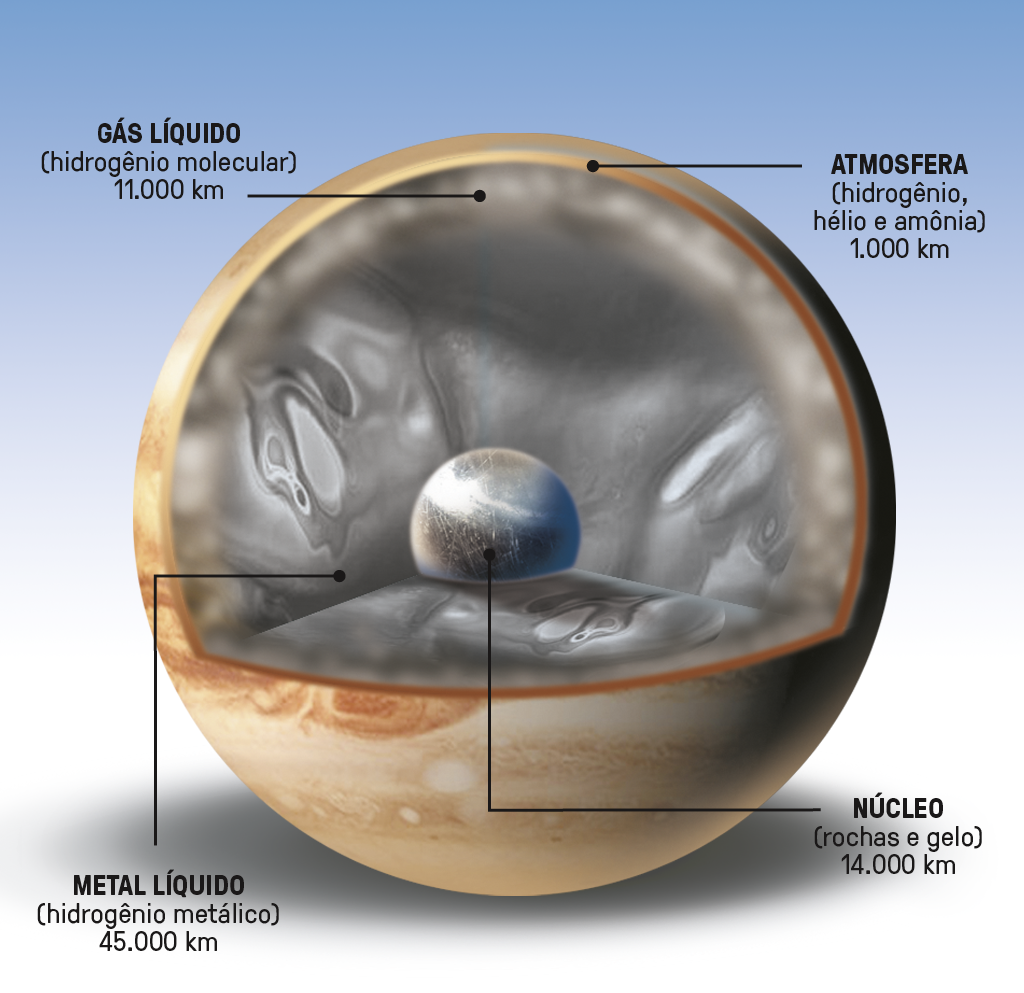 GÁS LÍQUIDO
(hidrogênio molecular)
11.000 km
ATMOSFERA
(hidrogênio,
hélio e amônia)
1.000 km
NÚCLEO
(rochas e gelo)
14.000 km
METAL LÍQUIDO
(hidrogênio metálico)
45.000 km